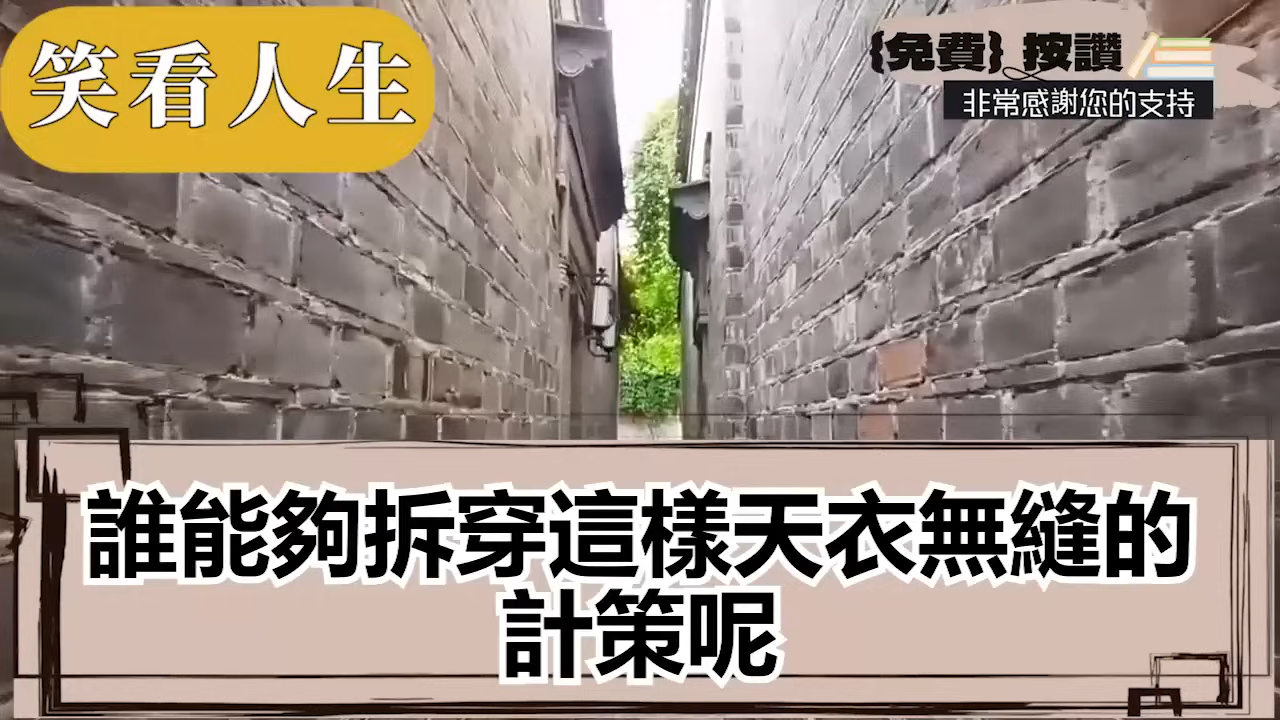 笑看人生
{免費} 按讚
非常感謝您的支持
誰能夠拆穿這樣天衣無縫的
計策呢